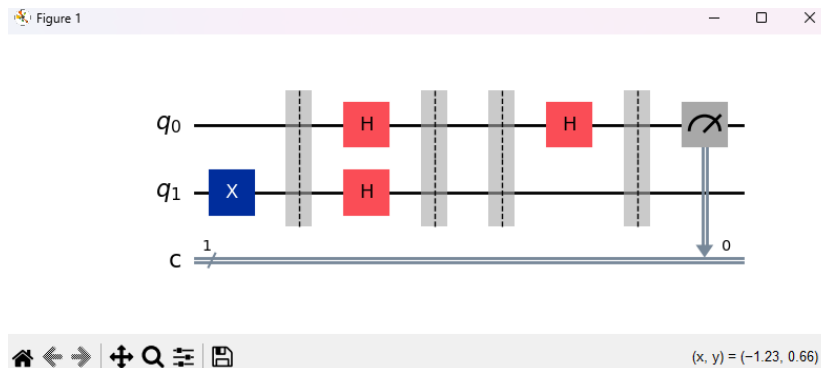 Figure 1
q0 H H
q1 X H
1 0
c
(x, y) = (−1.23, 0.66)